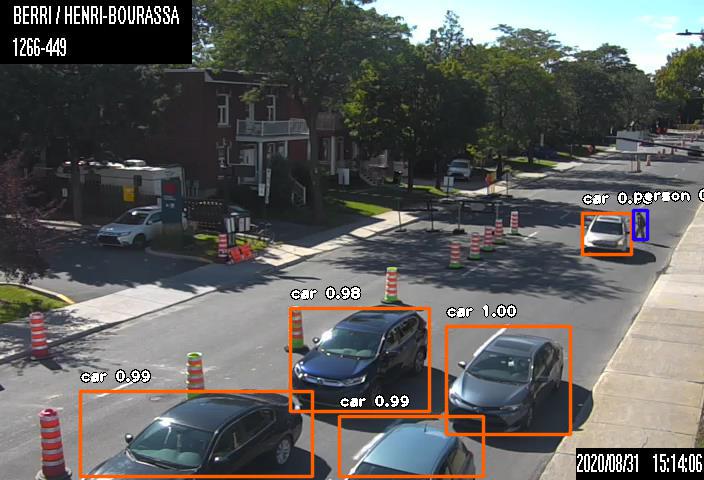 BERRI / HENRI-BOURASSA
1266-449
car 0.98
car 1.00
car 0.99
car 0.99
person
2020/08/31 15:14:06